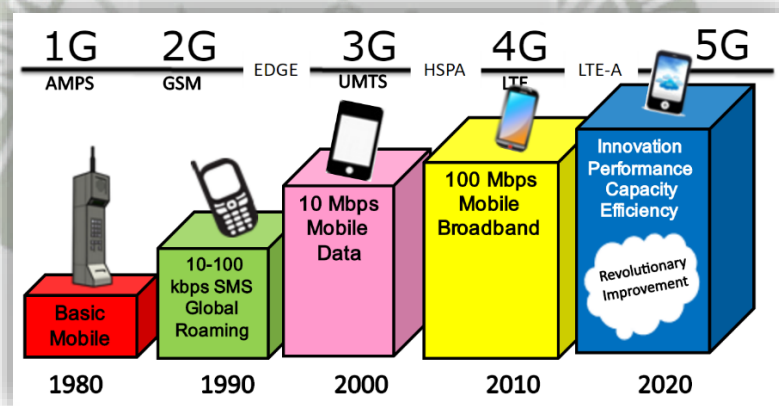 1G 2G 3G 4G 5G
EDGE HSPA LTE-A
AMPS GSM UMTS LTE
Basic
Mobile
10-100
kbps SMS
Global
Roaming
10 Mbps
Mobile
Data
100 Mbps
Mobile
Broadband
Innovation
Performance
Capacity
Efficiency
Revolutionary
Improvement
1980 1990 2000 2010 2020